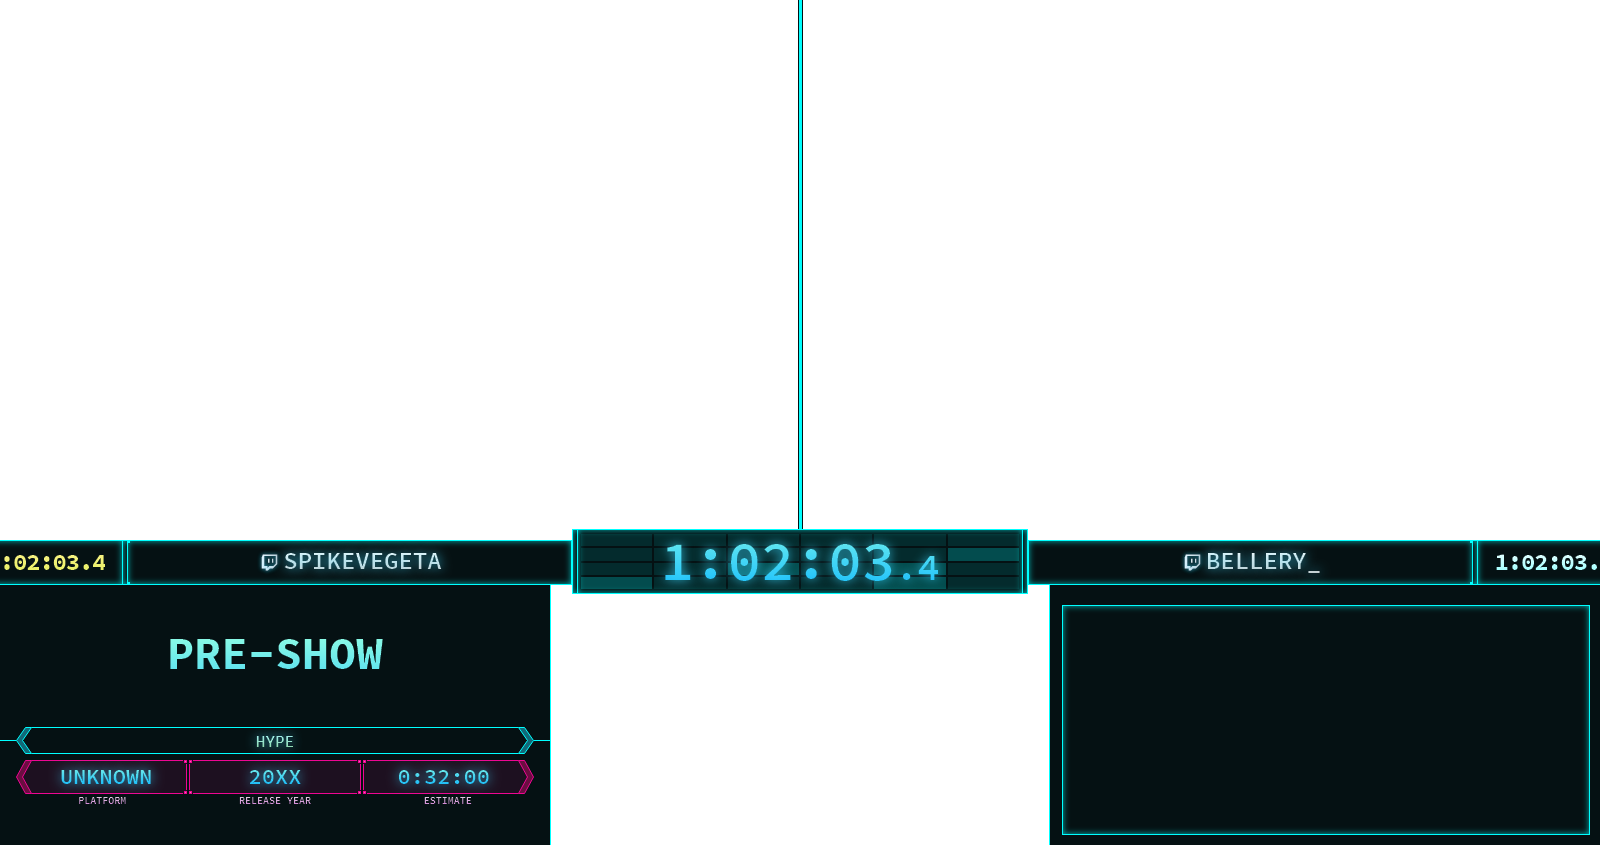 :02:03.4
SPIKEVEGETA
1:02:03.4
BELLERY_
1:02:03.
PRE-SHOW
HYPE
UNKNOWN 20XX 0:32:00
PLATFORM RELEASE YEAR ESTIMATE